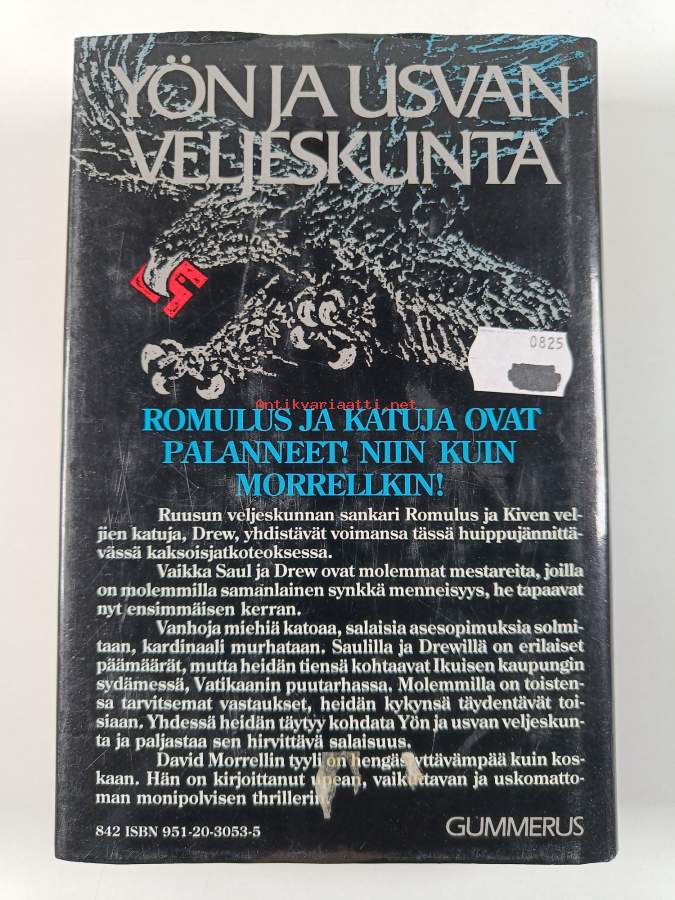 YÖN JA USVAN
VELJESKUNTA
0825
Antikvariaatti.net
ROMULUS JA KATUJA OVAT
PALANNEET! NIIN KUIN
MORRELLKIN!
Ruusun veljeskunnan sankari Romulus ja Kiven vel-
jien katuja, Drew, yhdistävät voimansa tässä huippujännittä-
vässä kaksoisjatkoteoksessa.
Vaikka Saul ja Drew ovat molemmat mestareita, joilla
on molemmilla samanlainen synkkä menneisyys, he tapaavat
nyt ensimmäisen kerran.
Vanhoja miehiä katoaa, salaisia asesopimuksia solmi-
taan, kardinaali murhataan. Saulilla ja Drewillä on erilaiset
päämäärät, mutta heidän tiensä kohtaavat Ikuisen kaupungin
sydämessä, Vatikaanin puutarhassa. Molemmilla on toisten-
sa tarvitsemat vastaukset, heidän kykynsä täydentävät toi-
siaan. Yhdessä heidän täytyy kohdata Yön ja usvan veljeskun-
ta ja paljastaa sen hirvittävä salaisuus.
David Morrellin tyyli on hengästyttävämpää kuin kos-
kaan. Hän on kirjoittanut upean, vaikuttavan ja uskomatto-
man monipolvisen thrillerin
842 ISBN 951-20-3053-5
GUMMERUS